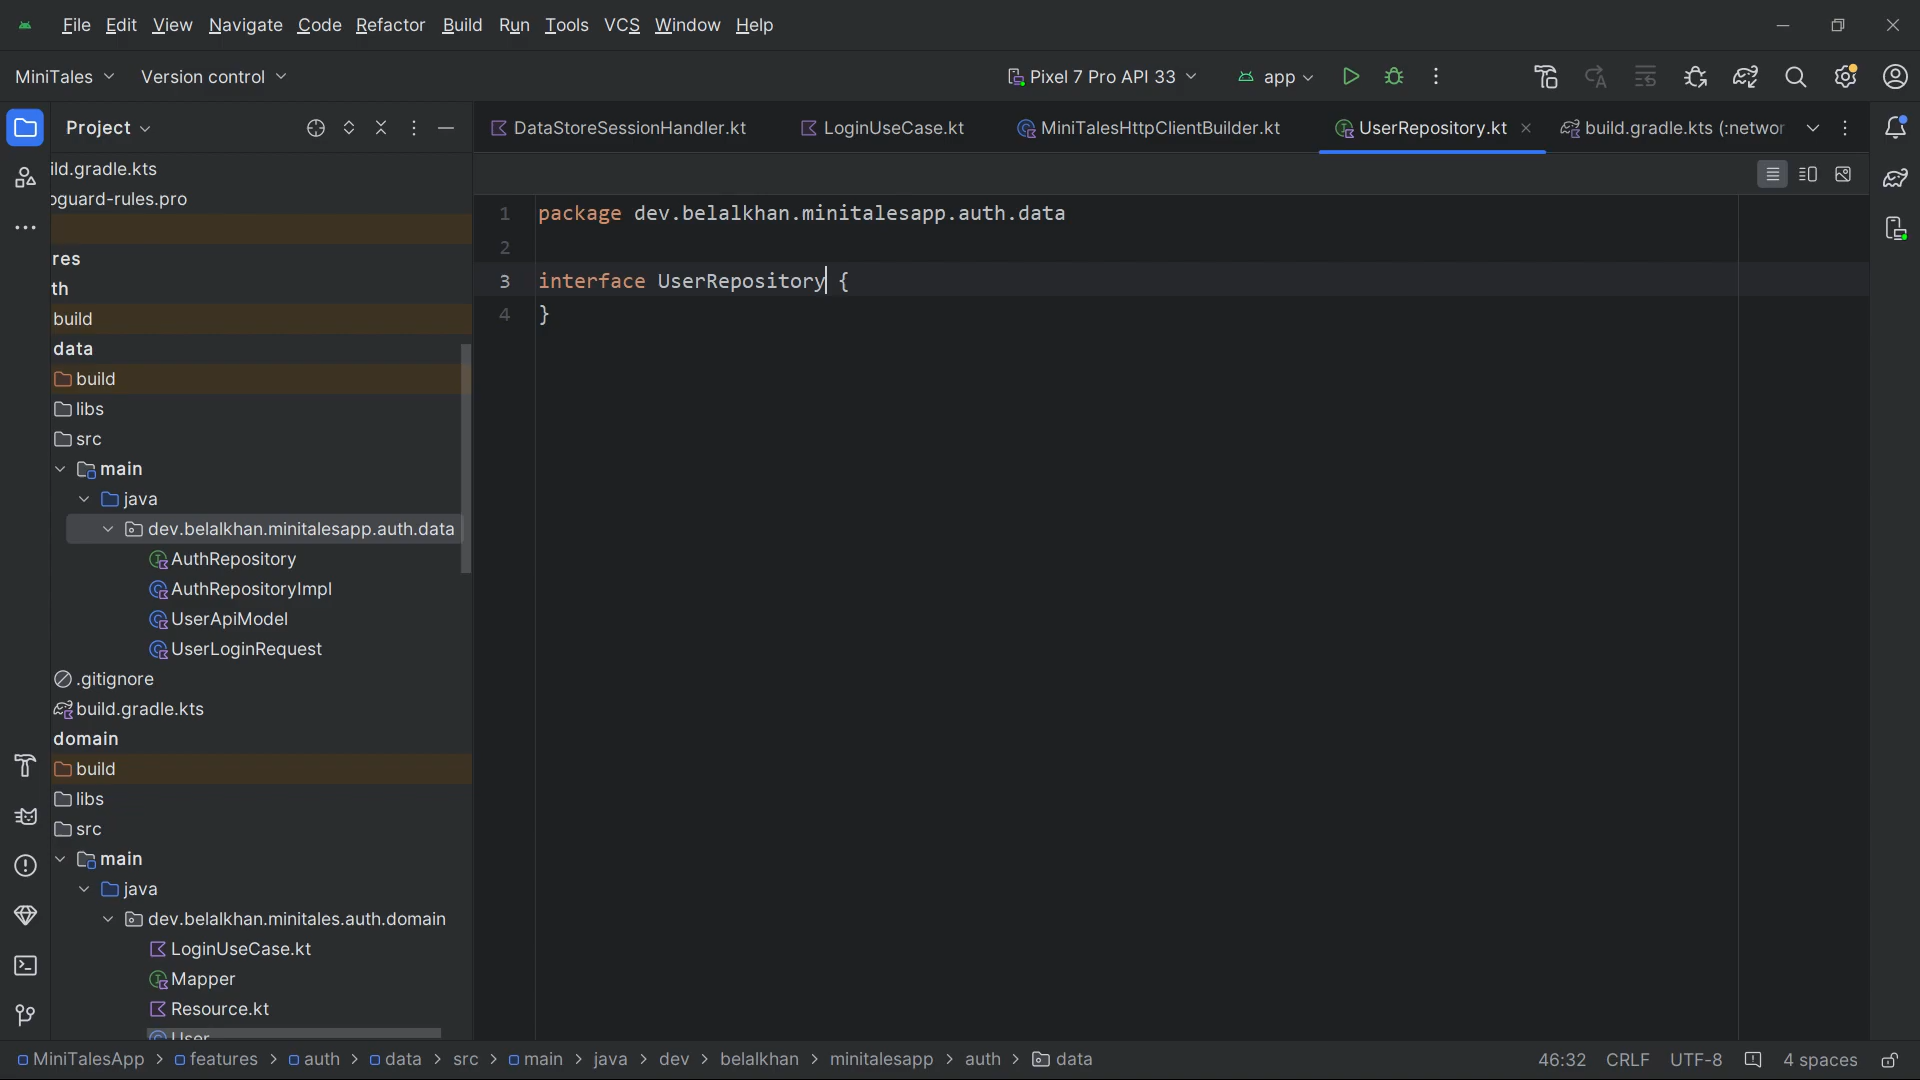 File Edit View Navigate Code Refactor Build Run Tools VCS Window Help
MiniTales Version control Pixel 7 Pro API 33 app
Project
DataStoreSessionHandler.kt LoginUseCase.kt MiniTalesHttpClientBuilder.kt UserRepository.kt build.gradle.kts (:networ
ild.gradle.kts
oguard-rules.pro
res
th
build
data
build
libs
src
main
java
dev.belalkhan.minitalesapp.auth.data
AuthRepository
AuthRepositoryImpl
UserApiModel
UserLoginRequest
.gitignore
build.gradle.kts
domain
build
libs
src
main
java
dev.belalkhan.minitales.auth.domain
LoginUseCase.kt
Mapper
Resource.kt
User
1 package dev.belalkhan.minitalesapp.auth.data
2
3 interface UserRepository {
4 }
MiniTalesApp > features > auth > data > src > main > java > dev > belalkhan > minitalesapp > auth > data 46:32 CRLF UTF-8 4 spaces